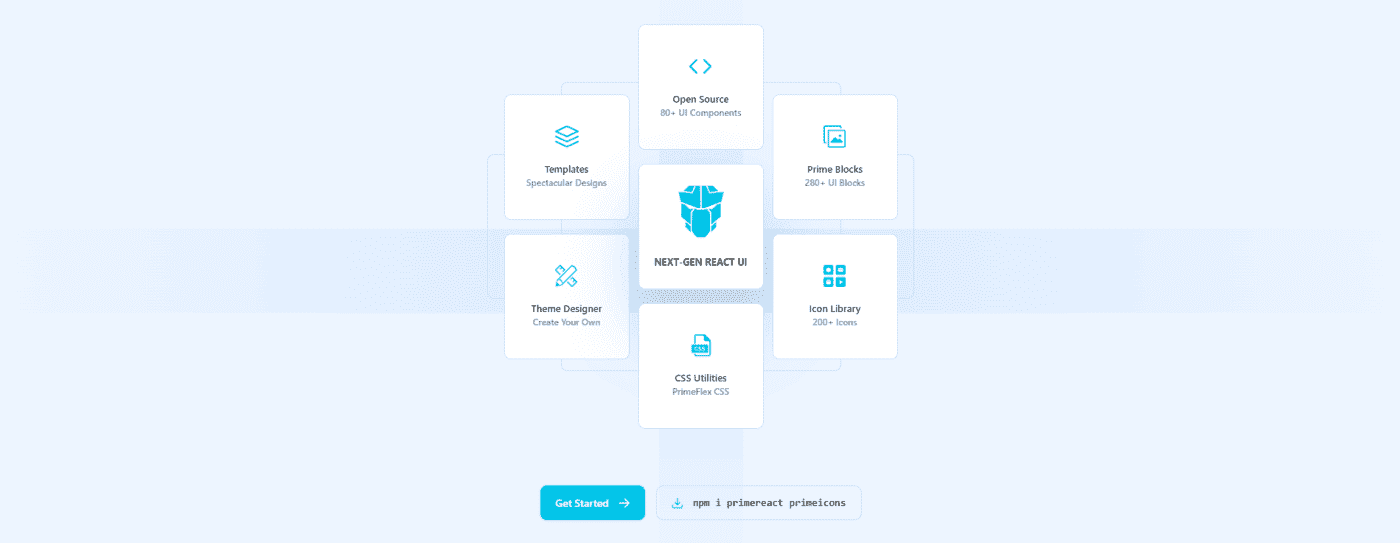 Open Source
80+ UI Components
Templates
Spectacular Designs
Prime Blocks
280+ UI Blocks
NEXT-GEN REACT UI
Theme Designer
Create Your Own
Icon Library
200+ Icons
CSS
CSS Utilities
PrimeFlex CSS
Get Started
npm i primereact primeicons